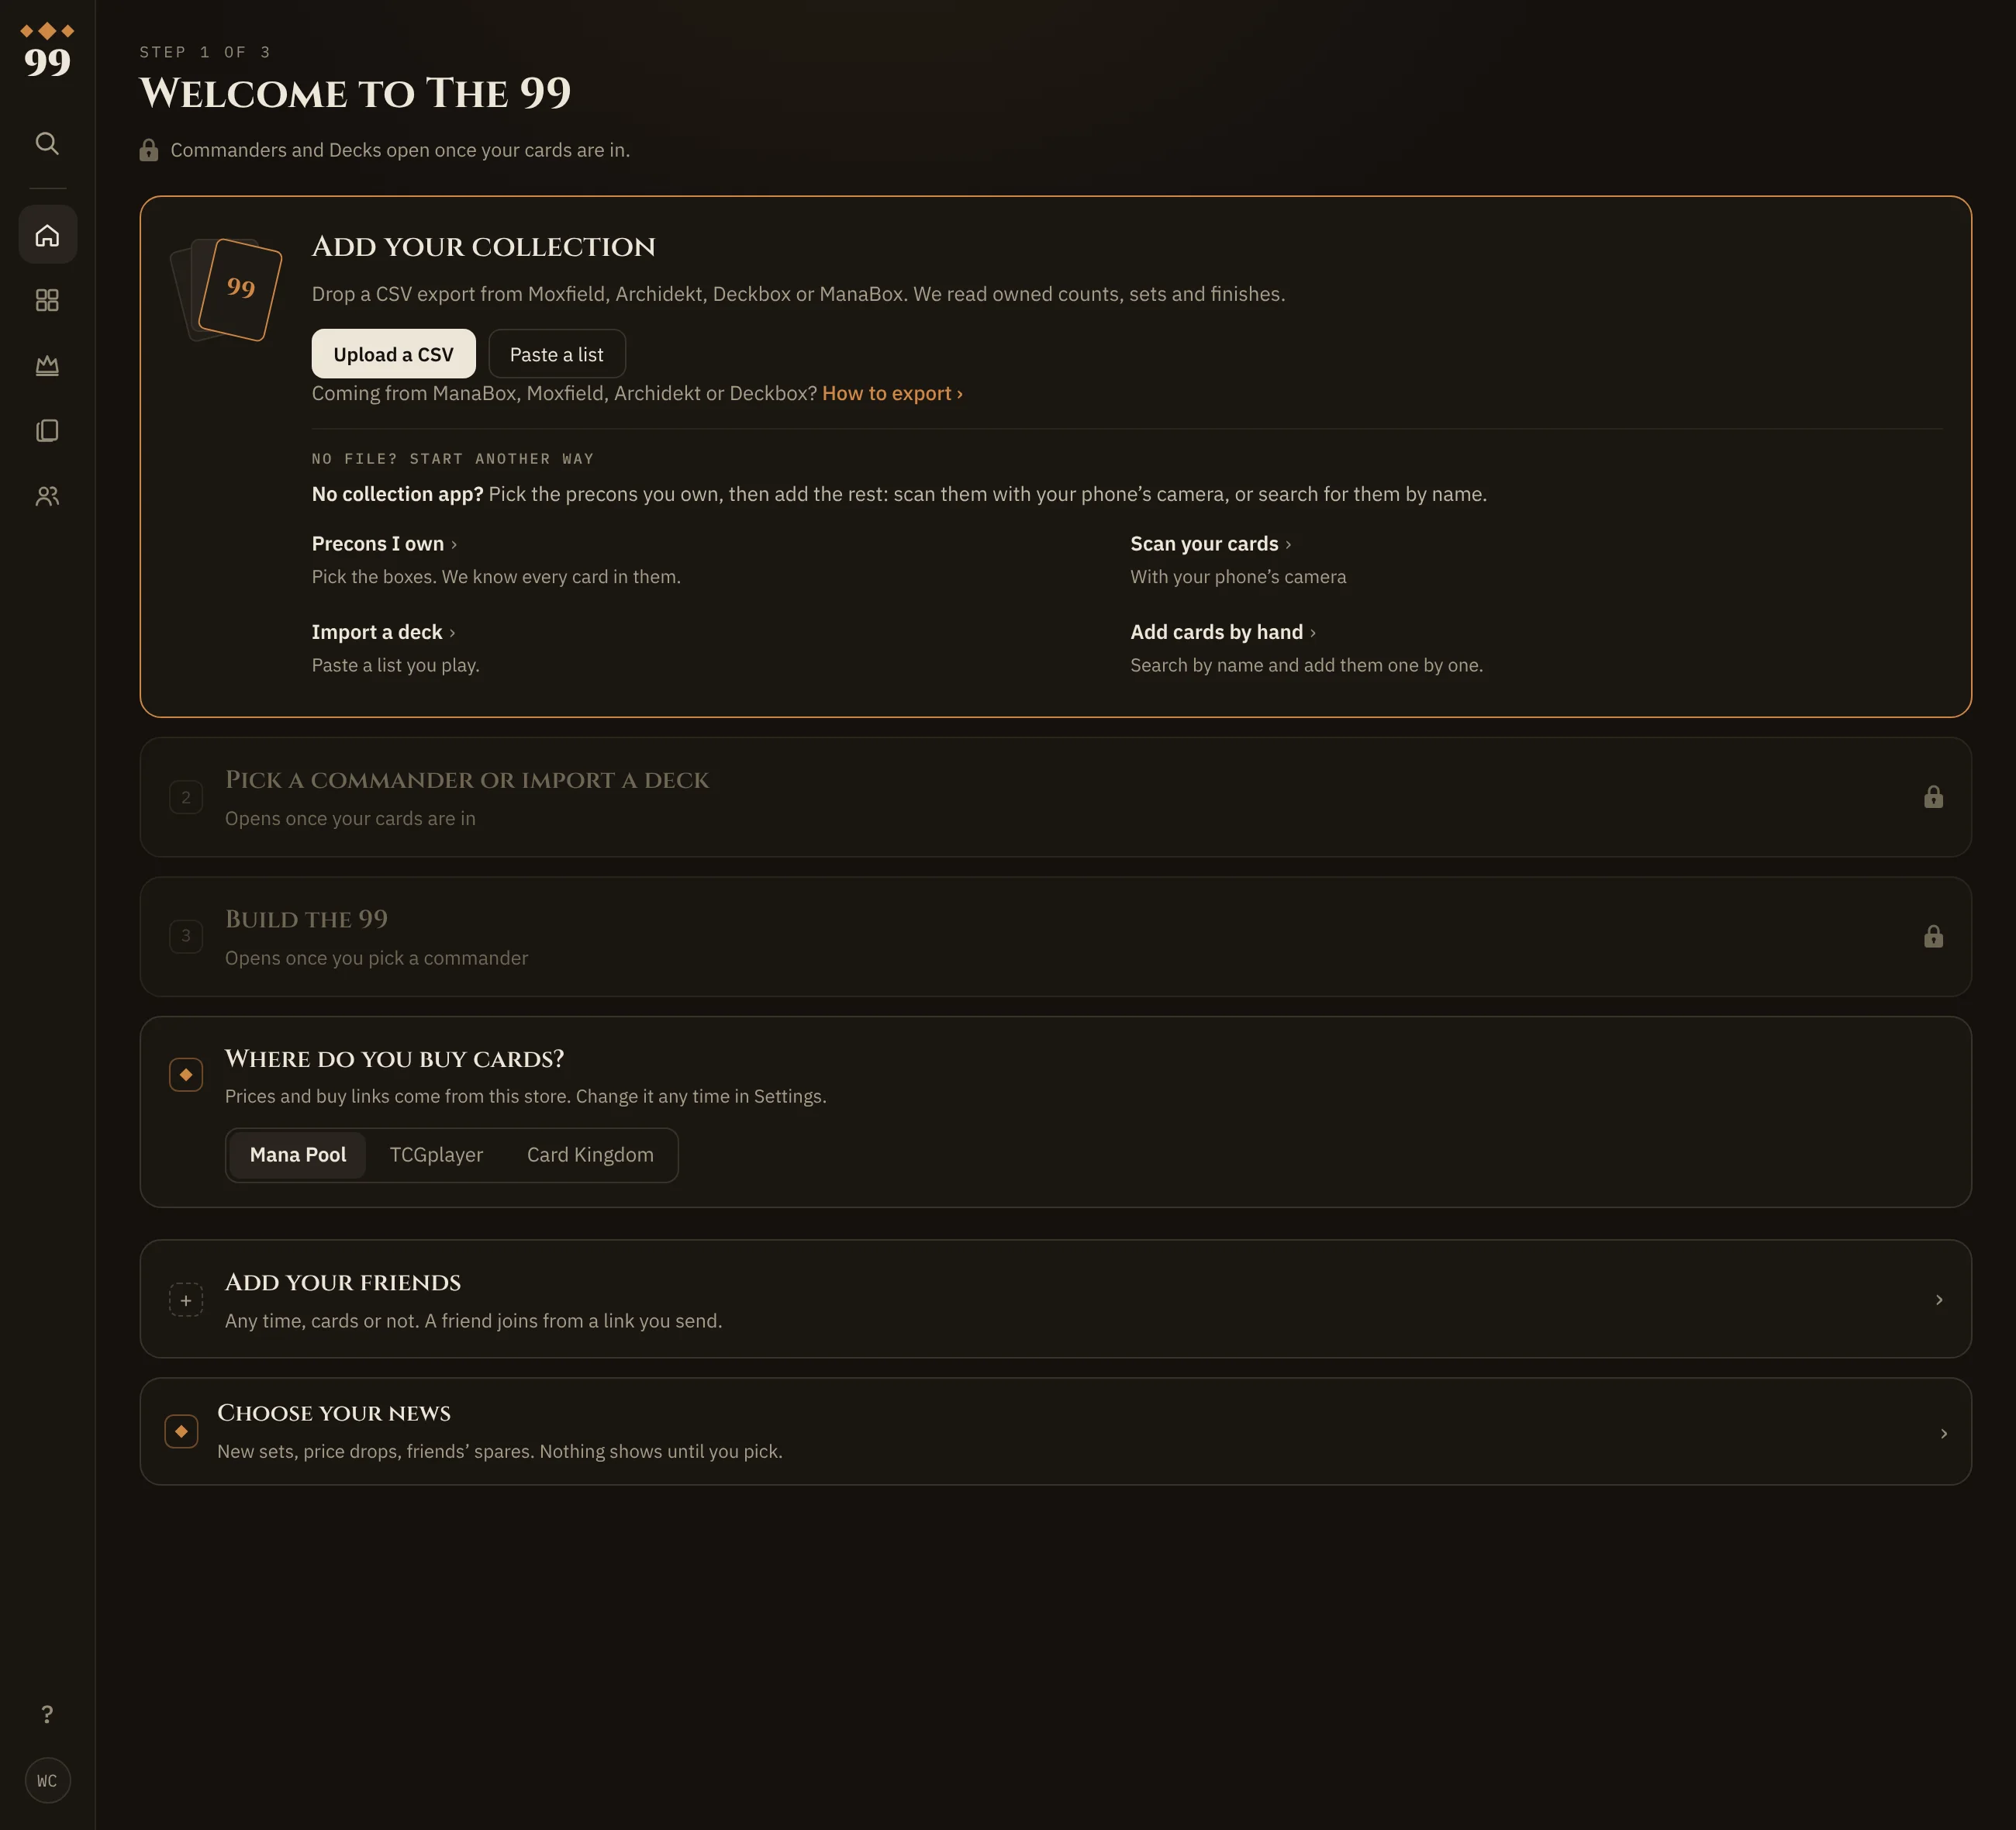 99
STEP 1 OF 3
Welcome to The 99
Commanders and Decks open once your cards are in.
99
Add your collection
Drop a CSV export from Moxfield, Archidekt, Deckbox or ManaBox. We read owned counts, sets and finishes.
Upload a CSV Paste a list
Coming from ManaBox, Moxfield, Archidekt or Deckbox? How to export ›
NO FILE? START ANOTHER WAY
No collection app? Pick the precons you own, then add the rest: scan them with your phone’s camera, or search for them by name.
Precons I own ›
Pick the boxes. We know every card in them.
Scan your cards ›
With your phone’s camera
Import a deck ›
Paste a list you play.
Add cards by hand ›
Search by name and add them one by one.
2
Pick a commander or import a deck
Opens once your cards are in
3
Build the 99
Opens once you pick a commander
Where do you buy cards?
Prices and buy links come from this store. Change it any time in Settings.
Mana Pool TCGplayer Card Kingdom
+
Add your friends
Any time, cards or not. A friend joins from a link you send.
›
Choose your news
New sets, price drops, friends’ spares. Nothing shows until you pick.
›
?
WC